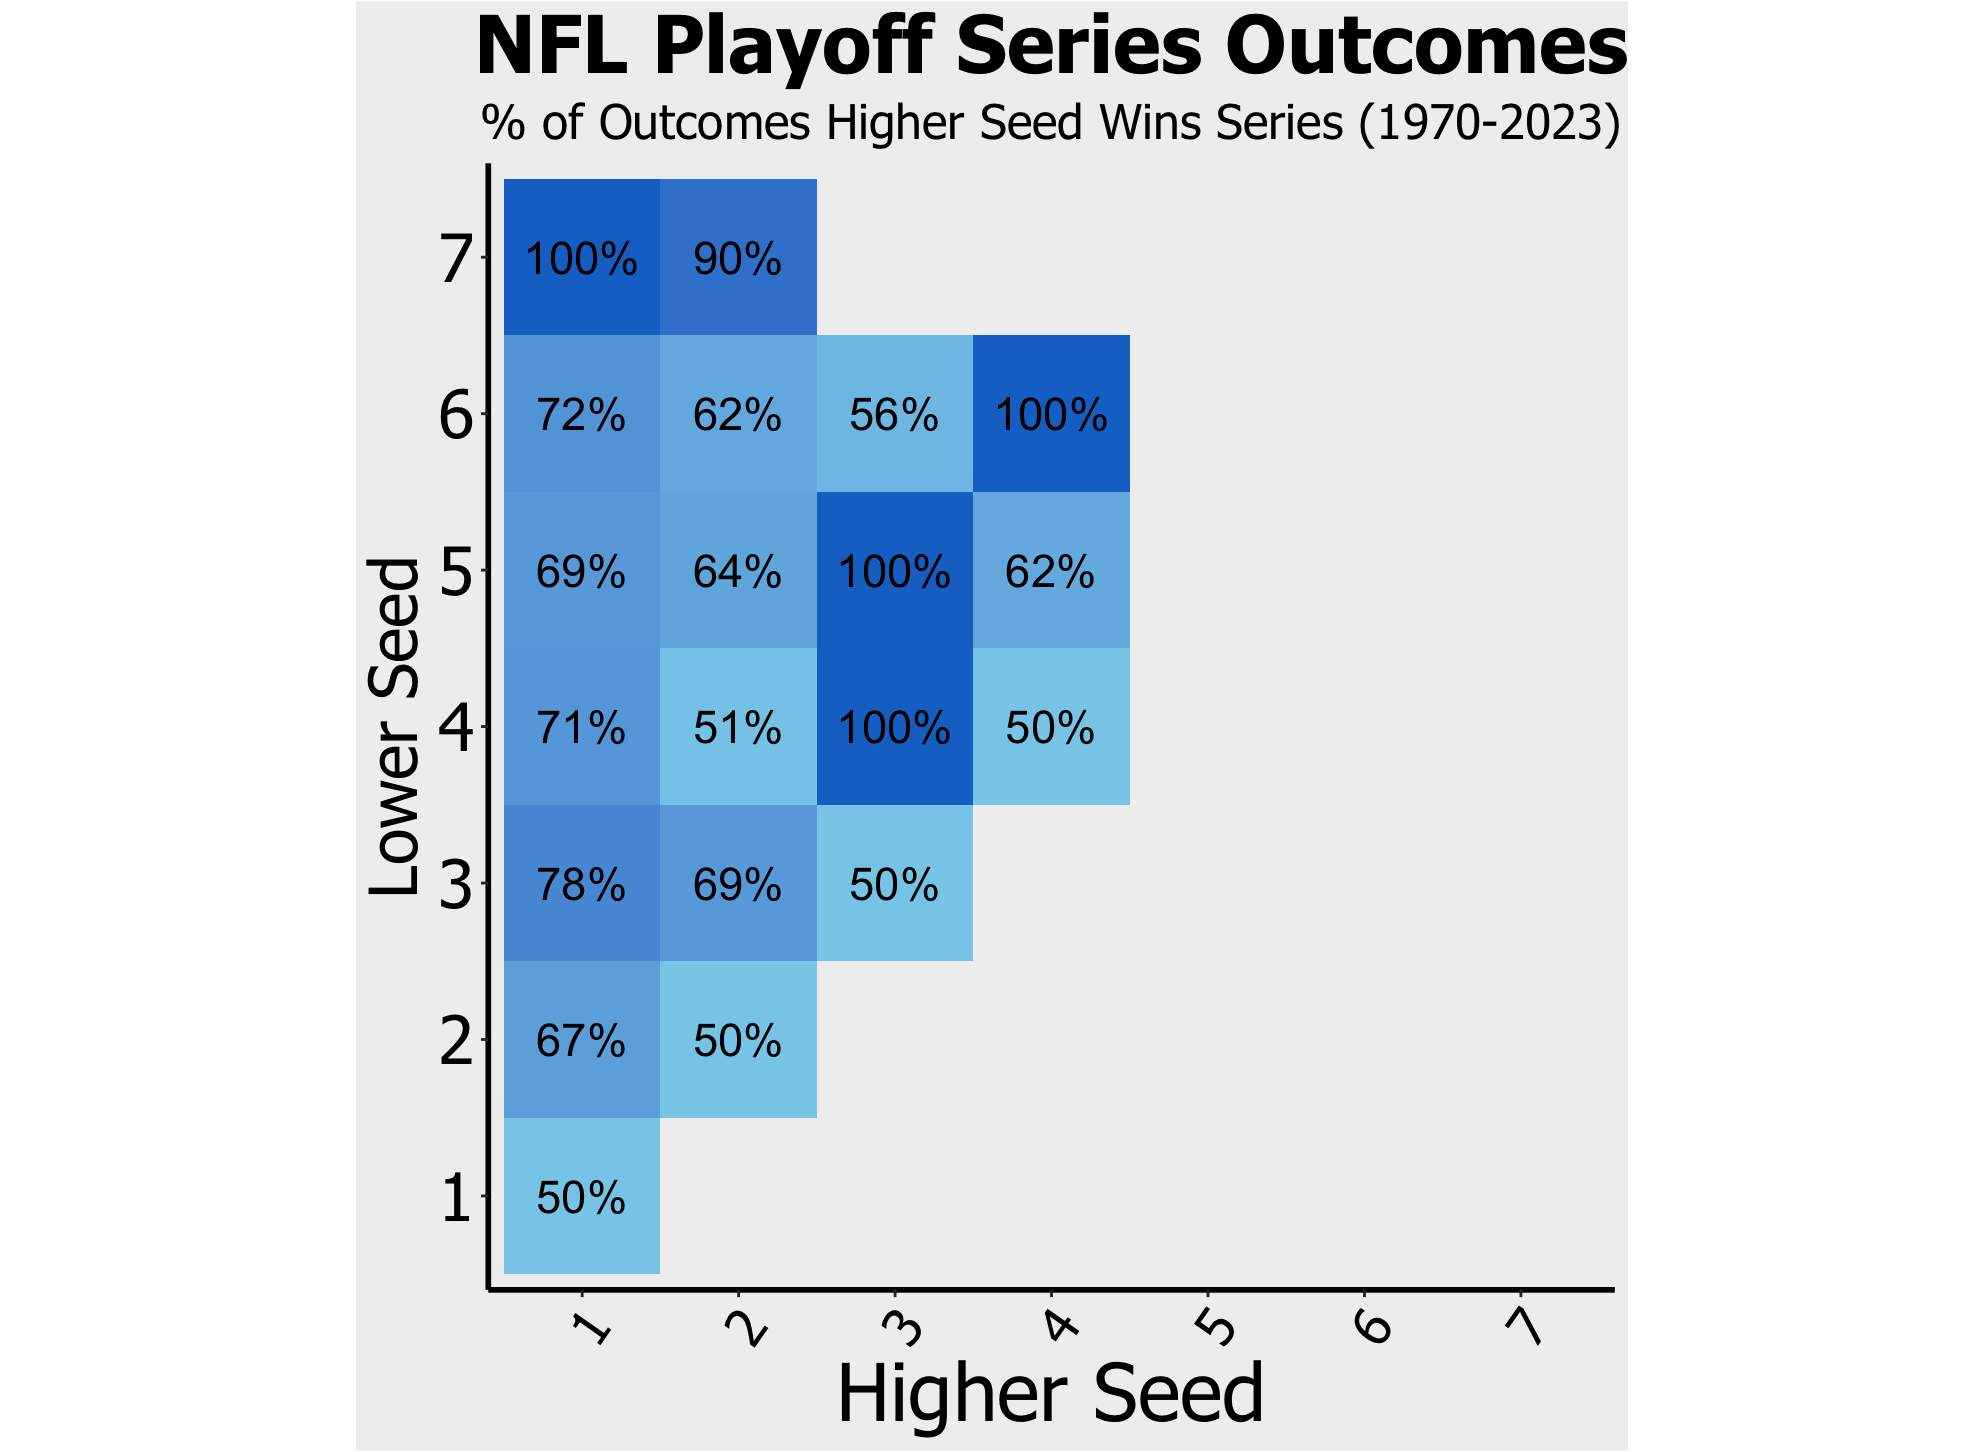 NFL Playoff Series Outcomes
% of Outcomes Higher Seed Wins Series (1970-2023)
Lower Seed
7 100% 90%
6 72% 62% 56% 100%
5 69% 64% 100% 62%
4 71% 51% 100% 50%
3 78% 69% 50%
2 67% 50%
1 50%
1 2 3 4 5 6 7
Higher Seed